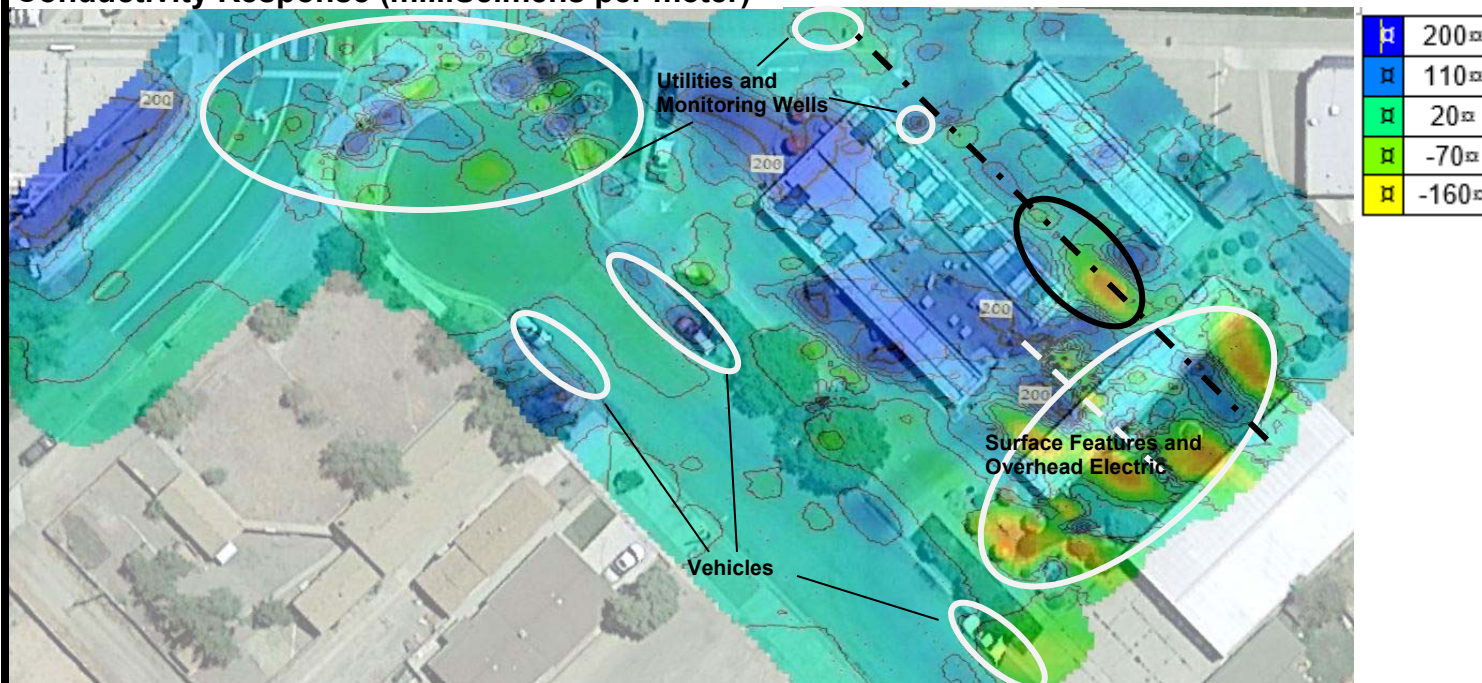 Conductivity Response (milliSeimens per meter)
200
Utilities and
Monitoring Wells
200
200
200
Surface Features and
Overhead Electric
Vehicles
¤ 200¤
¤ 110¤
¤ 20¤
¤ -70¤
¤ -160¤